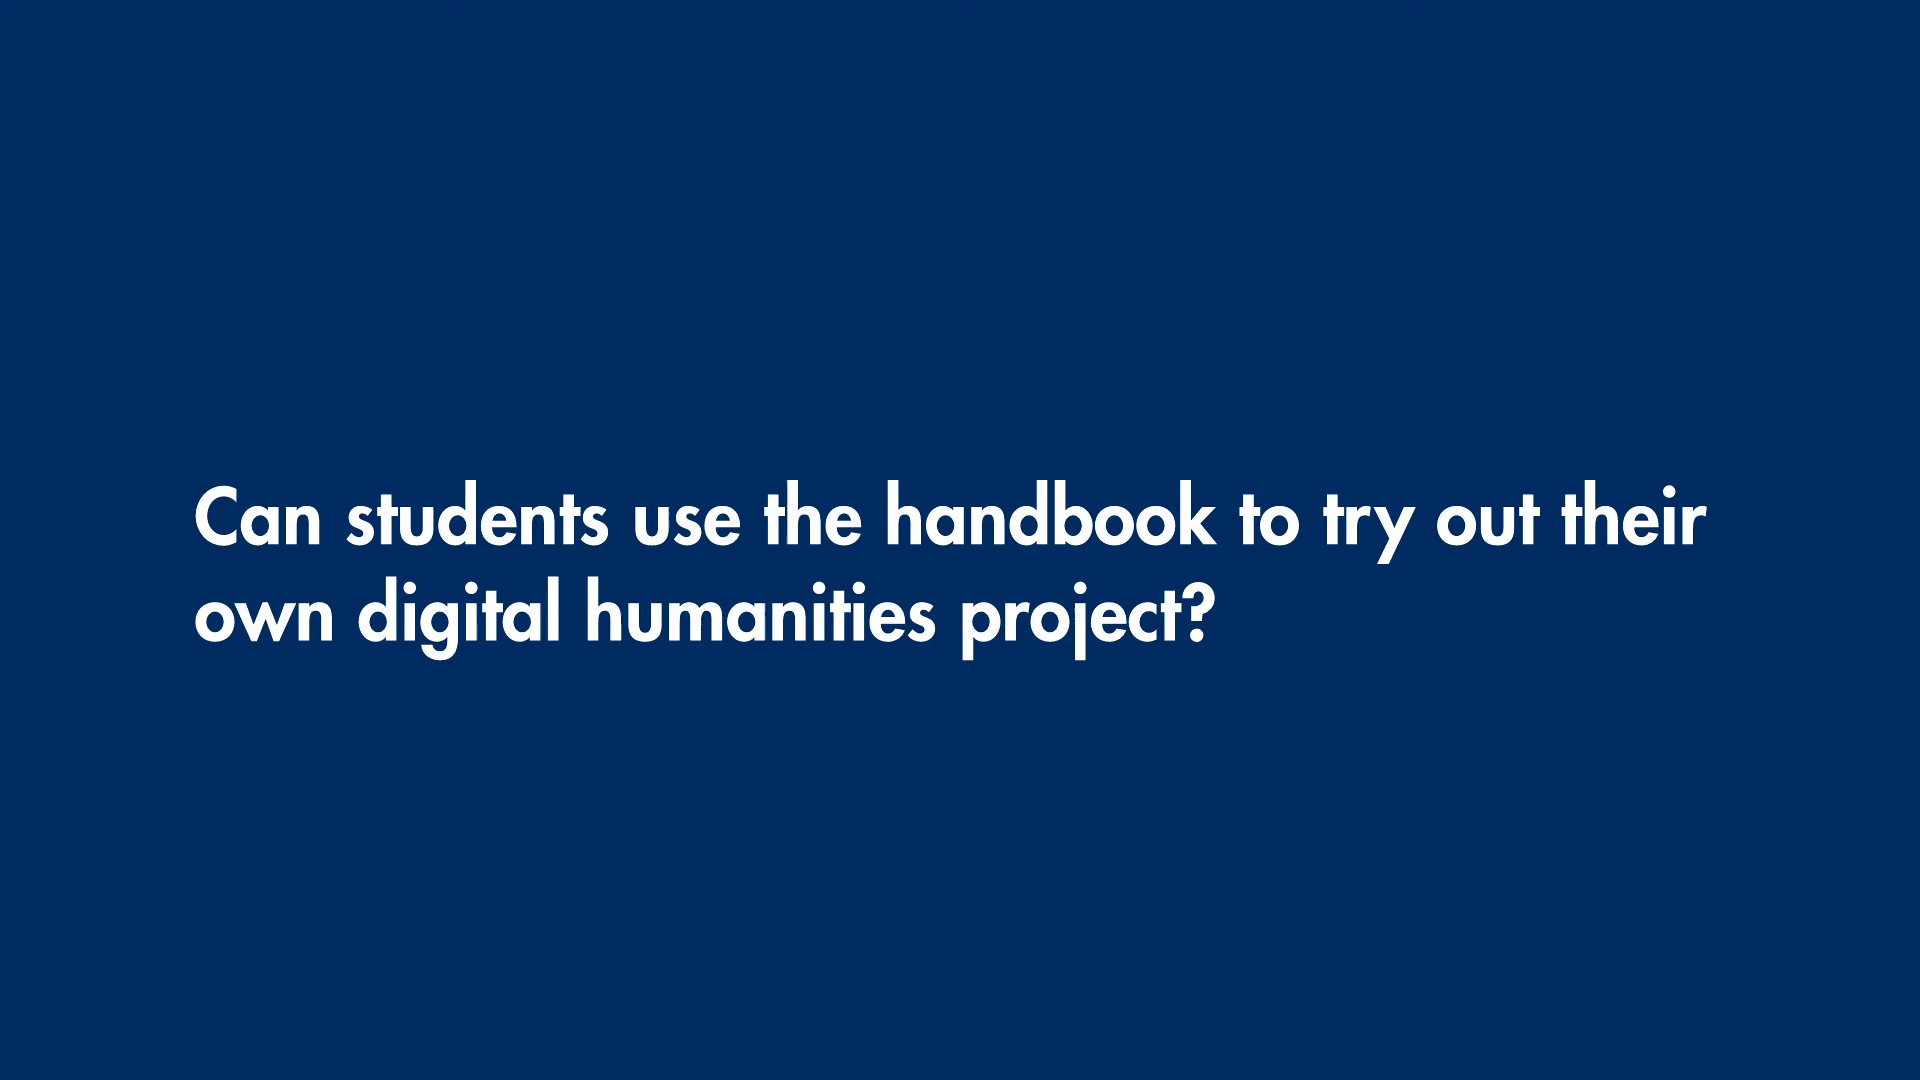 Can students use the handbook to try out their
own digital humanities project?